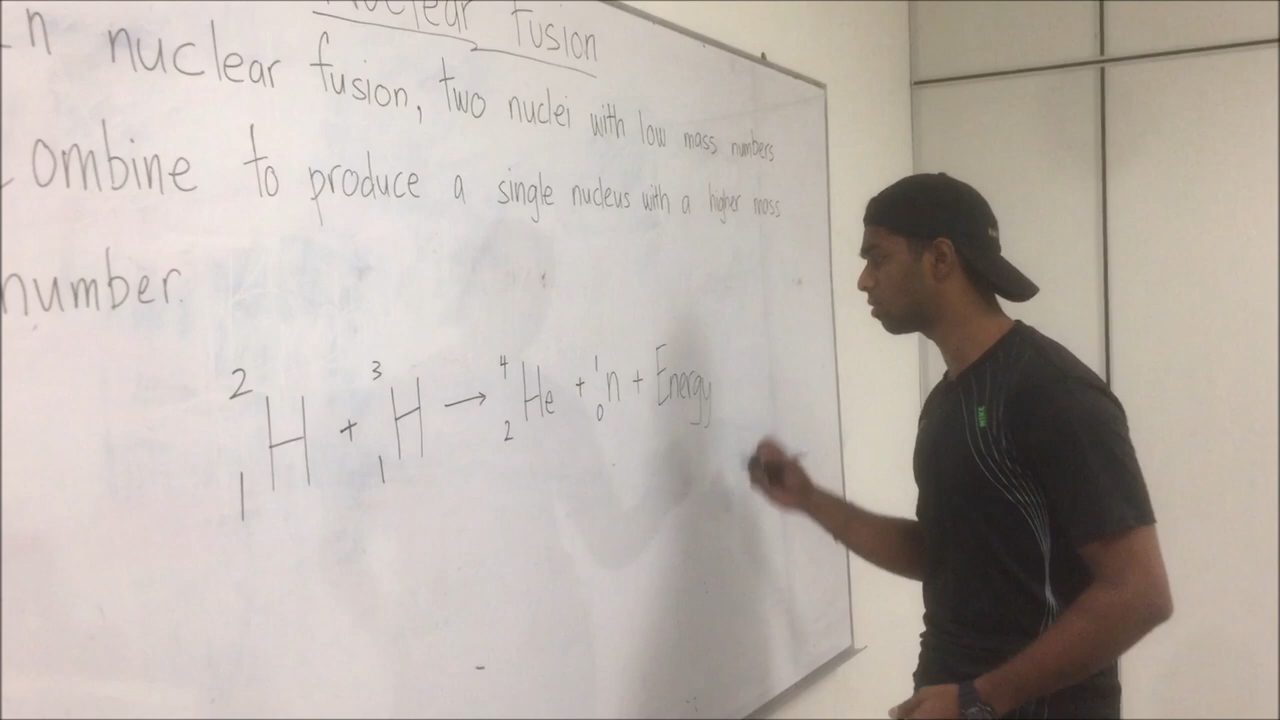 Nuclear Fusion
In nuclear fusion, two nuclei with low mass numbers
combine to produce a single nucleus with a higher mass
number.
²₁H + ³₁H → ⁴₂He + ¹₀n + Energy